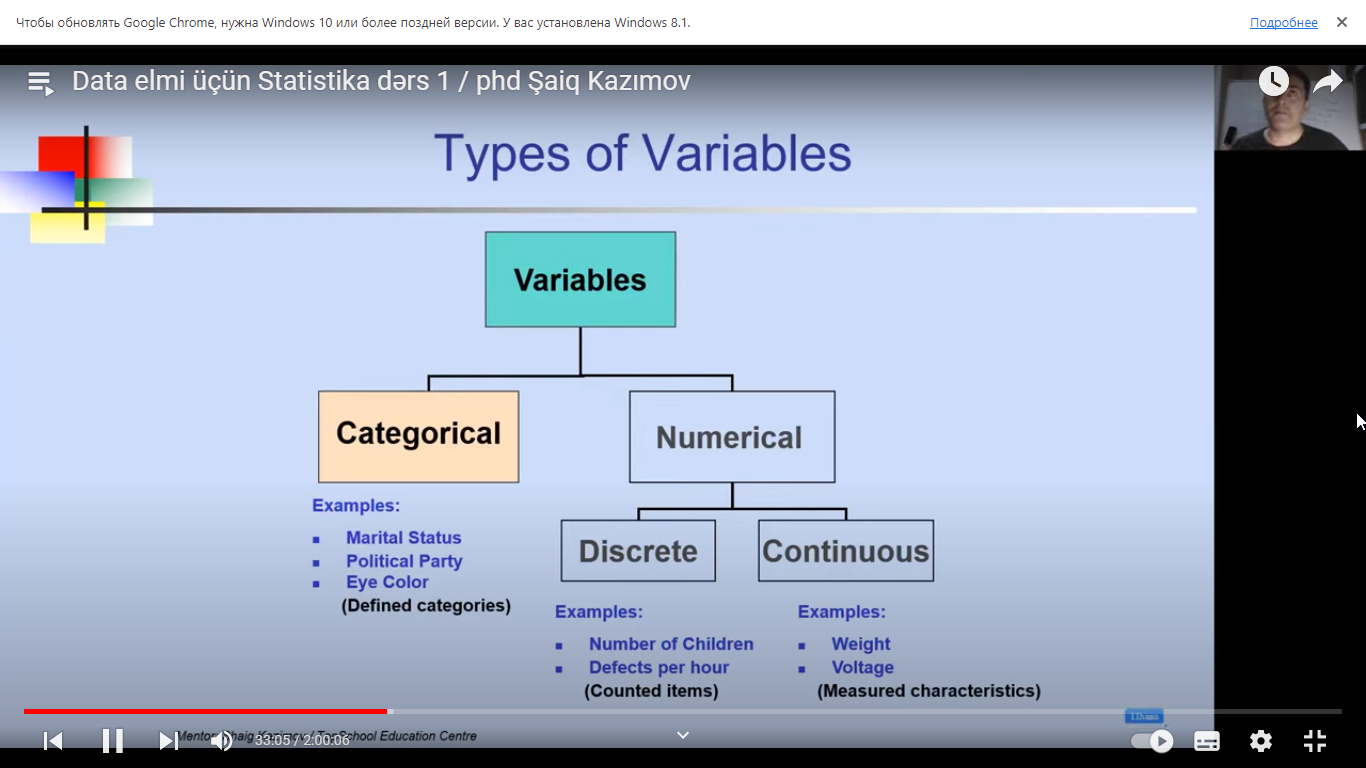 Чтобы обновлять Google Chrome, нужна Windows 10 или более поздней версии. У вас установлена Windows 8.1.
Подробнее
Data elmi üçün Statistika dərs 1 / phd Şaiq Kazımov
Types of Variables
Variables
Categorical
Numerical
Examples:
Marital Status
Political Party
Eye Color
(Defined categories)
Discrete
Continuous
Examples:
Number of Children
Defects per hour
(Counted items)
Examples:
Weight
Voltage
(Measured characteristics)
Ilhama
School Education Centre
33:05 / 2:00:06